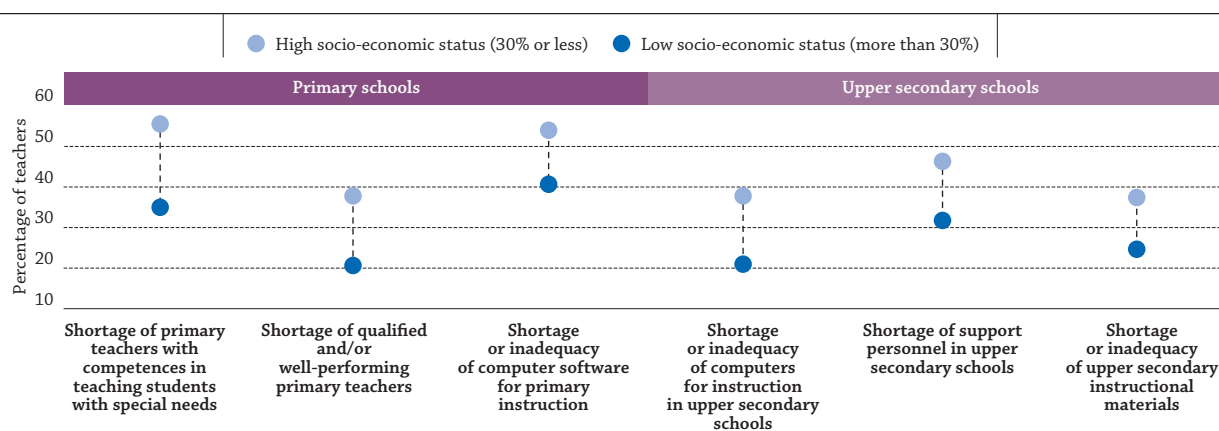 High socio-economic status (30% or less)
Low socio-economic status (more than 30%)
Primary schools
Upper secondary schools
Percentage of teachers
60
50
40
30
20
10
Shortage of primary
teachers with
competences in
teaching students
with special needs
Shortage of qualified
and/or
well-performing
primary teachers
Shortage
or inadequacy
of computer software
for primary
instruction
Shortage
or inadequacy
of computers
for instruction
in upper secondary
schools
Shortage of support
personnel in upper
secondary schools
Shortage
or inadequacy
of upper secondary
instructional
materials